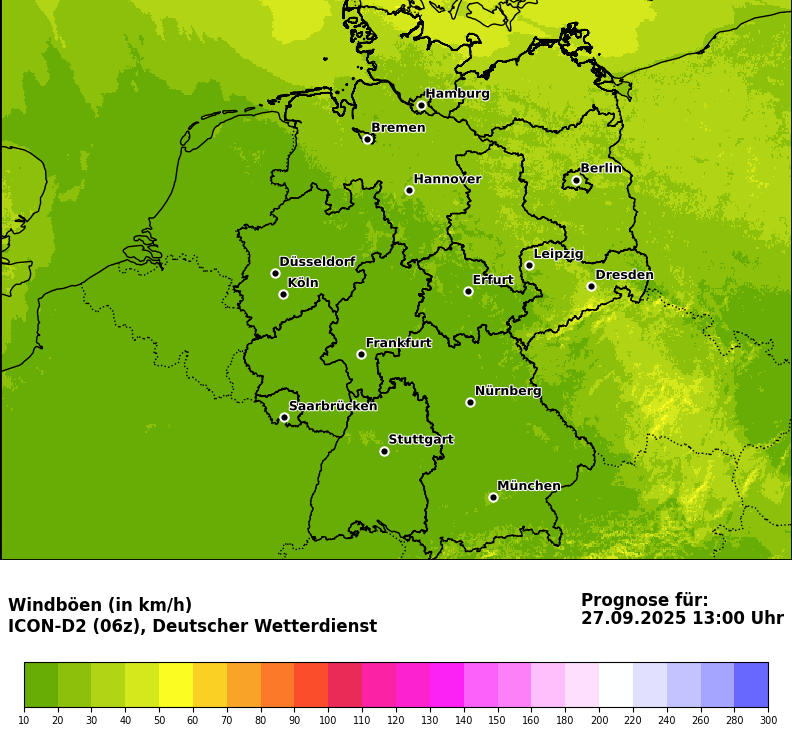 Hamburg
Bremen
Berlin
Hannover
Leipzig
Düsseldorf
Dresden
Köln
Erfurt
Frankfurt
Nürnberg
Saarbrücken
Stuttgart
München
Windböen (in km/h)
ICON-D2 (06z), Deutscher Wetterdienst
Prognose für:
27.09.2025 13:00 Uhr
10 20 30 40 50 60 70 80 90 100 110 120 130 140 150 160 180 200 220 240 260 280 300